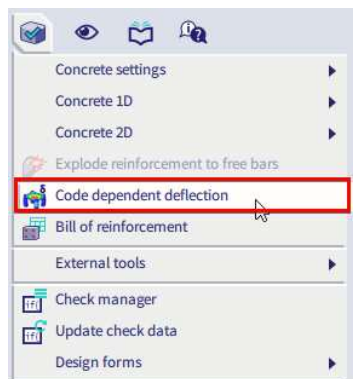 Concrete settings
Concrete 1D
Concrete 2D
Explode reinforcement to free bars
Code dependent deflection
Bill of reinforcement
External tools
Check manager
Update check data
Design forms